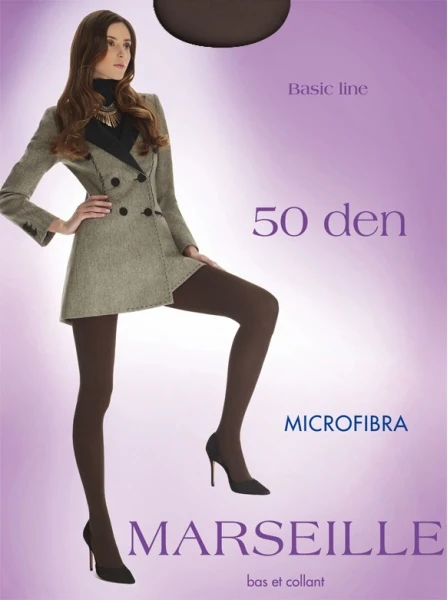 Basic line
50 den
MICROFIBRA
MARSEILLE
bas et collant